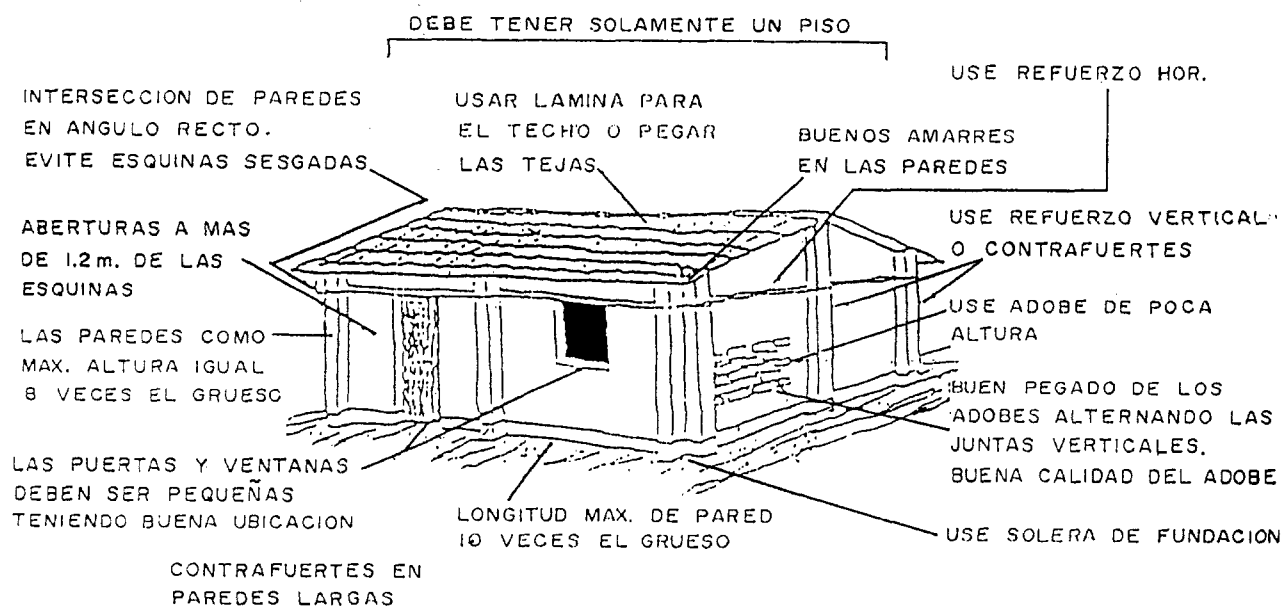 DEBE TENER SOLAMENTE UN PISO
INTERSECCION DE PAREDES
EN ANGULO RECTO.
EVITE ESQUINAS SESGADAS
USAR LAMINA PARA
EL TECHO O PEGAR
LAS TEJAS
BUENOS AMARRES
EN LAS PAREDES
USE REFUERZO HOR.
ABERTURAS A MAS
DE 1.2 m. DE LAS
ESQUINAS
USE REFUERZO VERTICAL
O CONTRAFUERTES
LAS PAREDES COMO
MAX. ALTURA IGUAL
8 VECES EL GRUESO
USE ADOBE DE POCA
ALTURA
BUEN PEGADO DE LOS
ADOBES ALTERNANDO LAS
JUNTAS VERTICALES.
BUENA CALIDAD DEL ADOBE
LAS PUERTAS Y VENTANAS
DEBEN SER PEQUEÑAS
TENIENDO BUENA UBICACION
LONGITUD MAX. DE PARED
10 VECES EL GRUESO
USE SOLERA DE FUNDACION
CONTRAFUERTES EN
PAREDES LARGAS